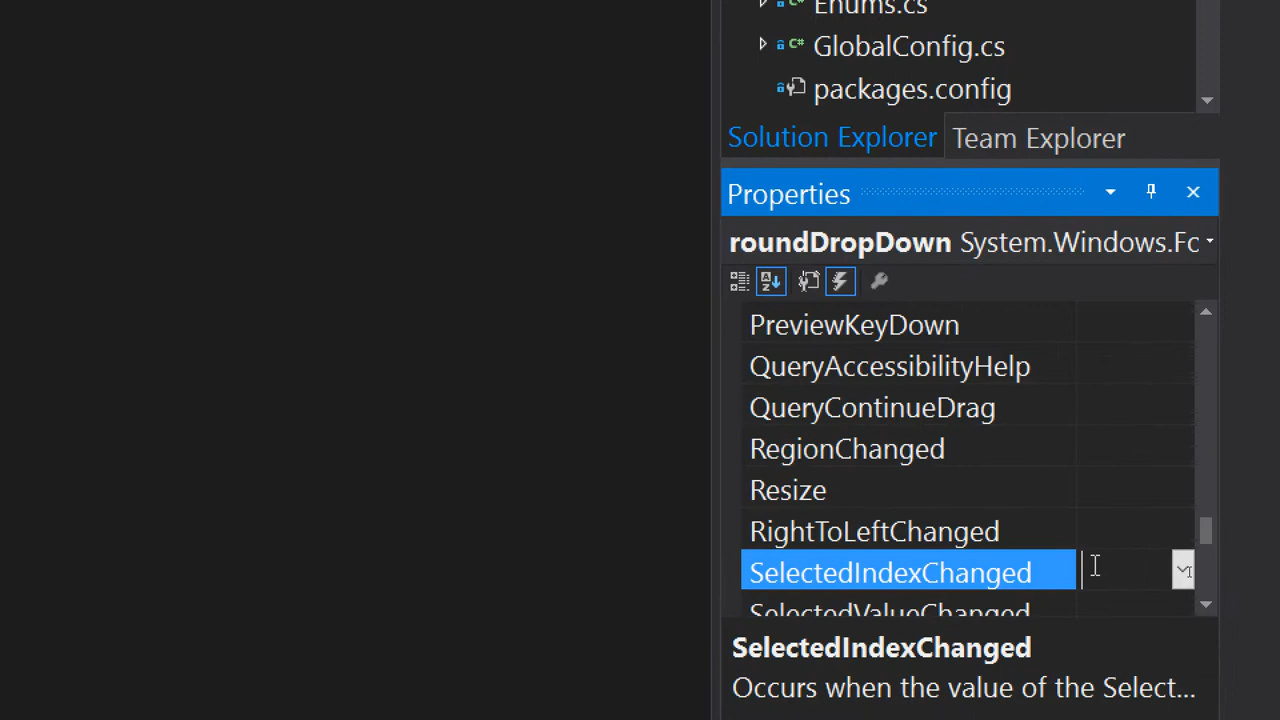 Enums.cs
GlobalConfig.cs
packages.config
Solution Explorer
Team Explorer
Properties
roundDropDown System.Windows.Fc
PreviewKeyDown
QueryAccessibilityHelp
QueryContinueDrag
RegionChanged
Resize
RightToLeftChanged
SelectedIndexChanged
SelectedValueChanged
SelectedIndexChanged
Occurs when the value of the Select...